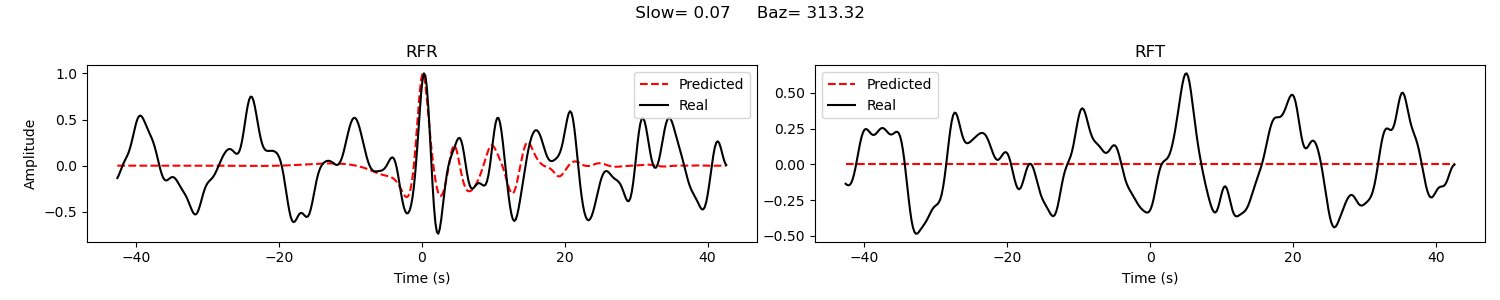 Slow= 0.07 Baz= 313.32
RFR
RFT
Amplitude
1.0
0.5
0.0
−0.5
Predicted
Real
−40
−20
0
20
40
Time (s)
0.50
0.25
0.00
−0.25
−0.50
Predicted
Real
−40
−20
0
20
40
Time (s)